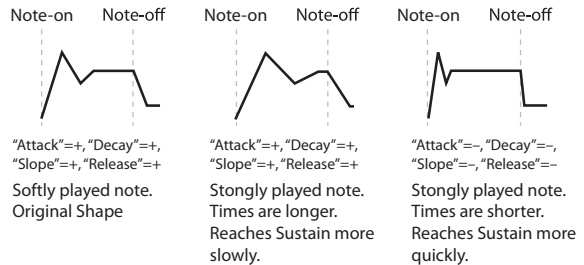 Note-on Note-off
"Attack"=+, "Decay"=+,
"Slope"=+, "Release"=+
Softly played note.
Original Shape
Note-on Note-off
"Attack"=+, "Decay"=+,
"Slope"=+, "Release"=+
Stongly played note.
Times are longer.
Reaches Sustain more
slowly.
Note-on Note-off
"Attack"=–, "Decay"=–,
"Slope"=–, "Release"=–
Stongly played note.
Times are shorter.
Reaches Sustain more
quickly.